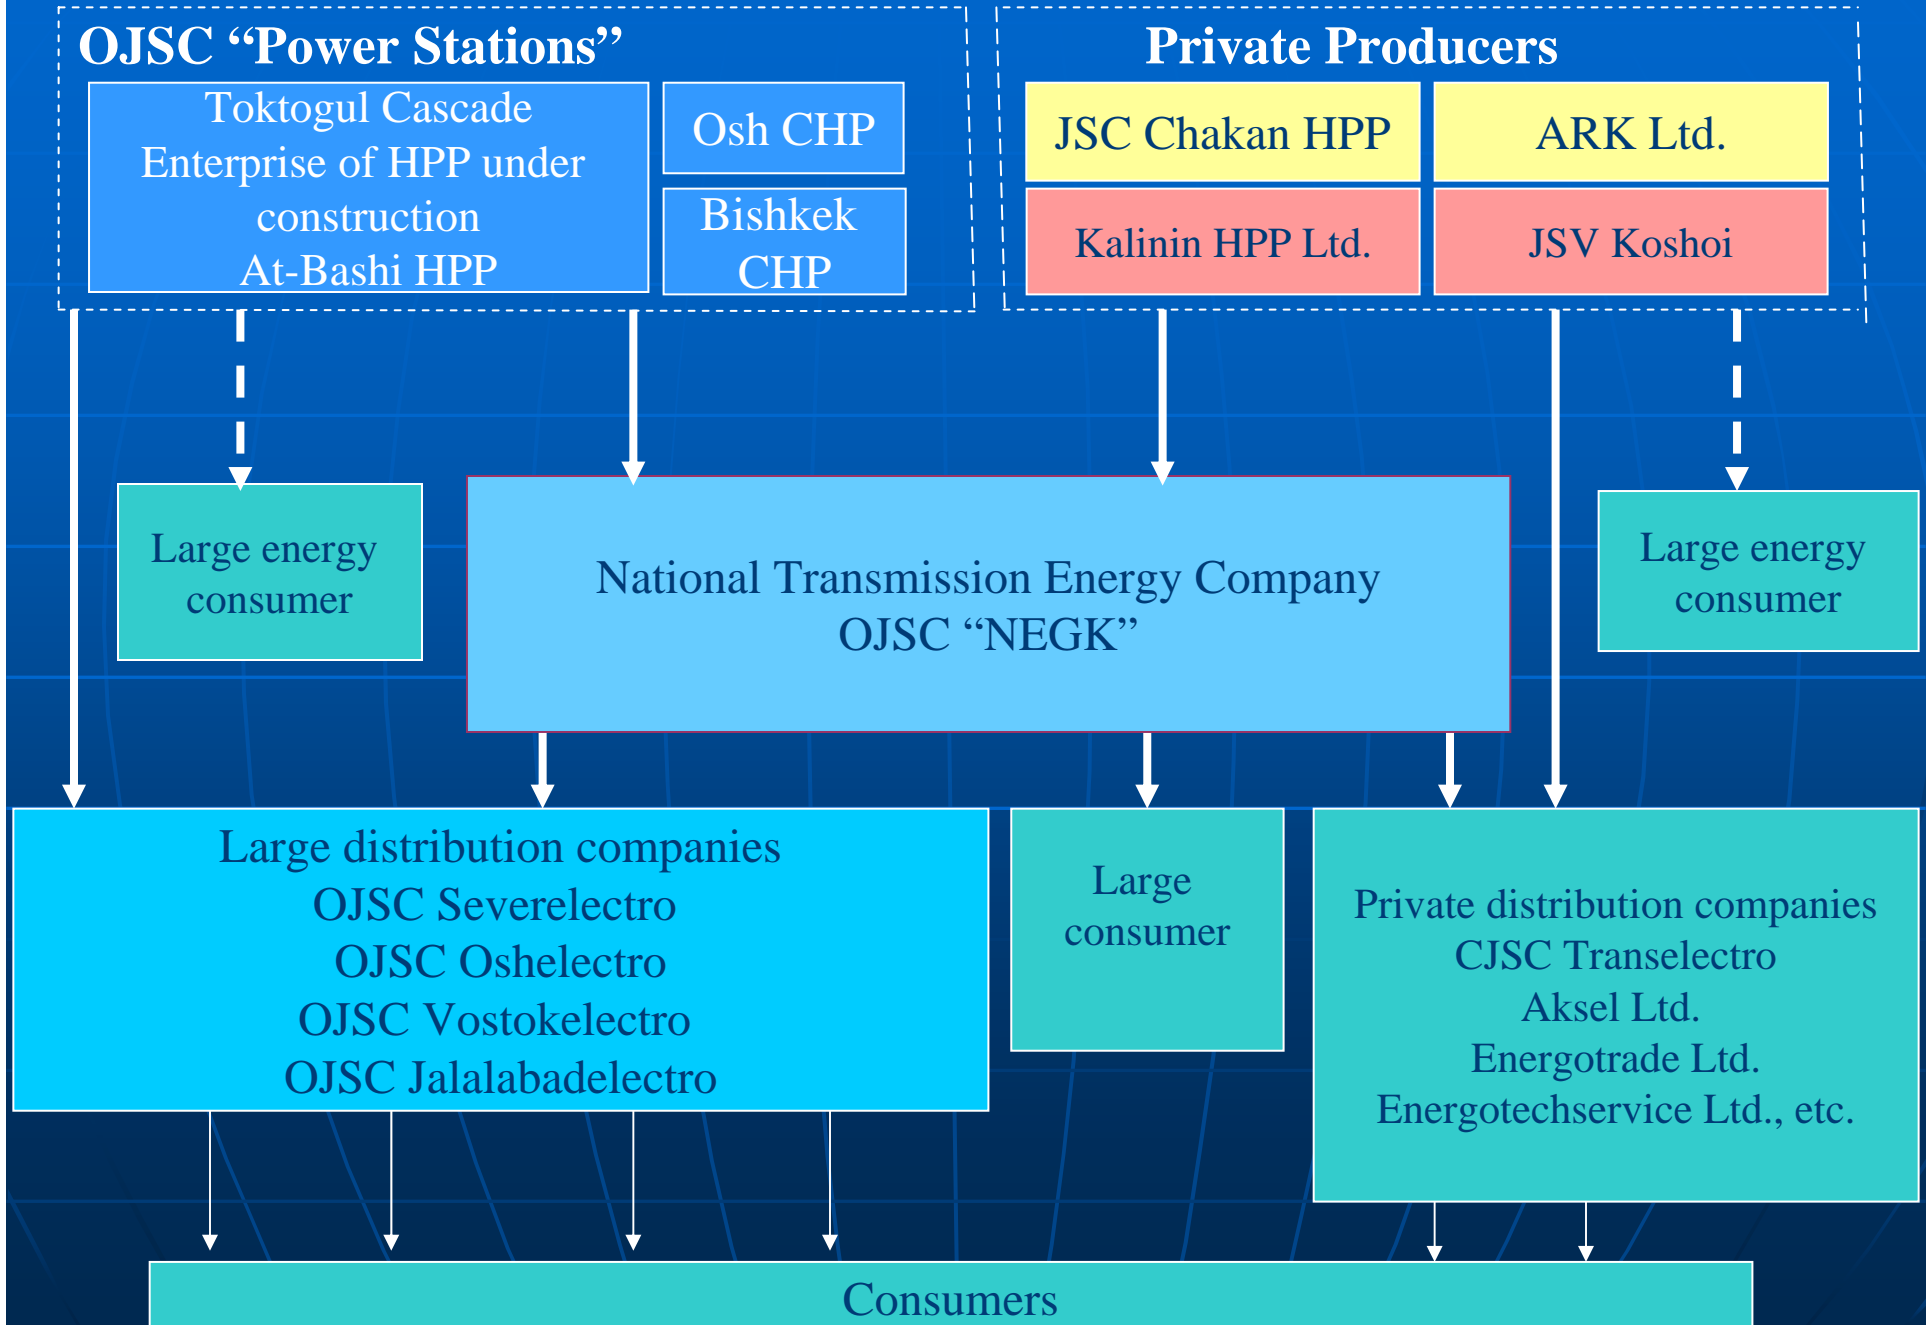 OJSC “Power Stations”
Toktogul Cascade
Enterprise of HPP under
construction
At-Bashi HPP
Osh CHP
Bishkek
CHP
Private Producers
JSC Chakan HPP
ARK Ltd.
Kalinin HPP Ltd.
JSV Koshoi
Large energy
consumer
National Transmission Energy Company
OJSC “NEGK”
Large energy
consumer
Large distribution companies
OJSC Severelectro
OJSC Oshelectro
OJSC Vostokelectro
OJSC Jalalabadelectro
Large
consumer
Private distribution companies
CJSC Transelectro
Aksel Ltd.
Energotrade Ltd.
Energotechservice Ltd., etc.
Consumers